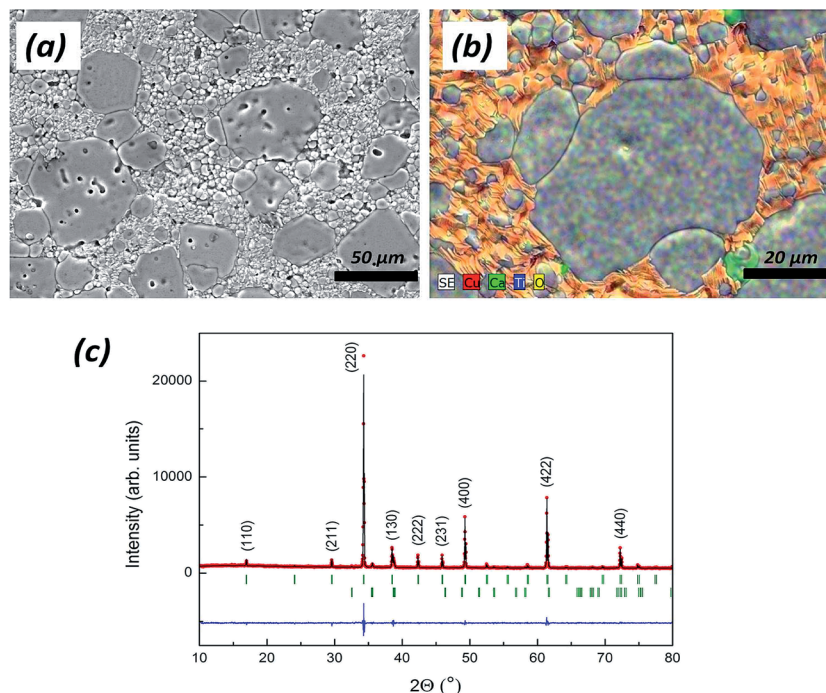 (a)
50 µm
(b)
SE Cu Ca Ti O
20 µm
(c)
Intensity (arb. units)
20000
10000
0
(110)
(211)
(220)
(130)
(222)
(231)
(400)
(422)
(440)
10 20 30 40 50 60 70 80
2Θ (°)